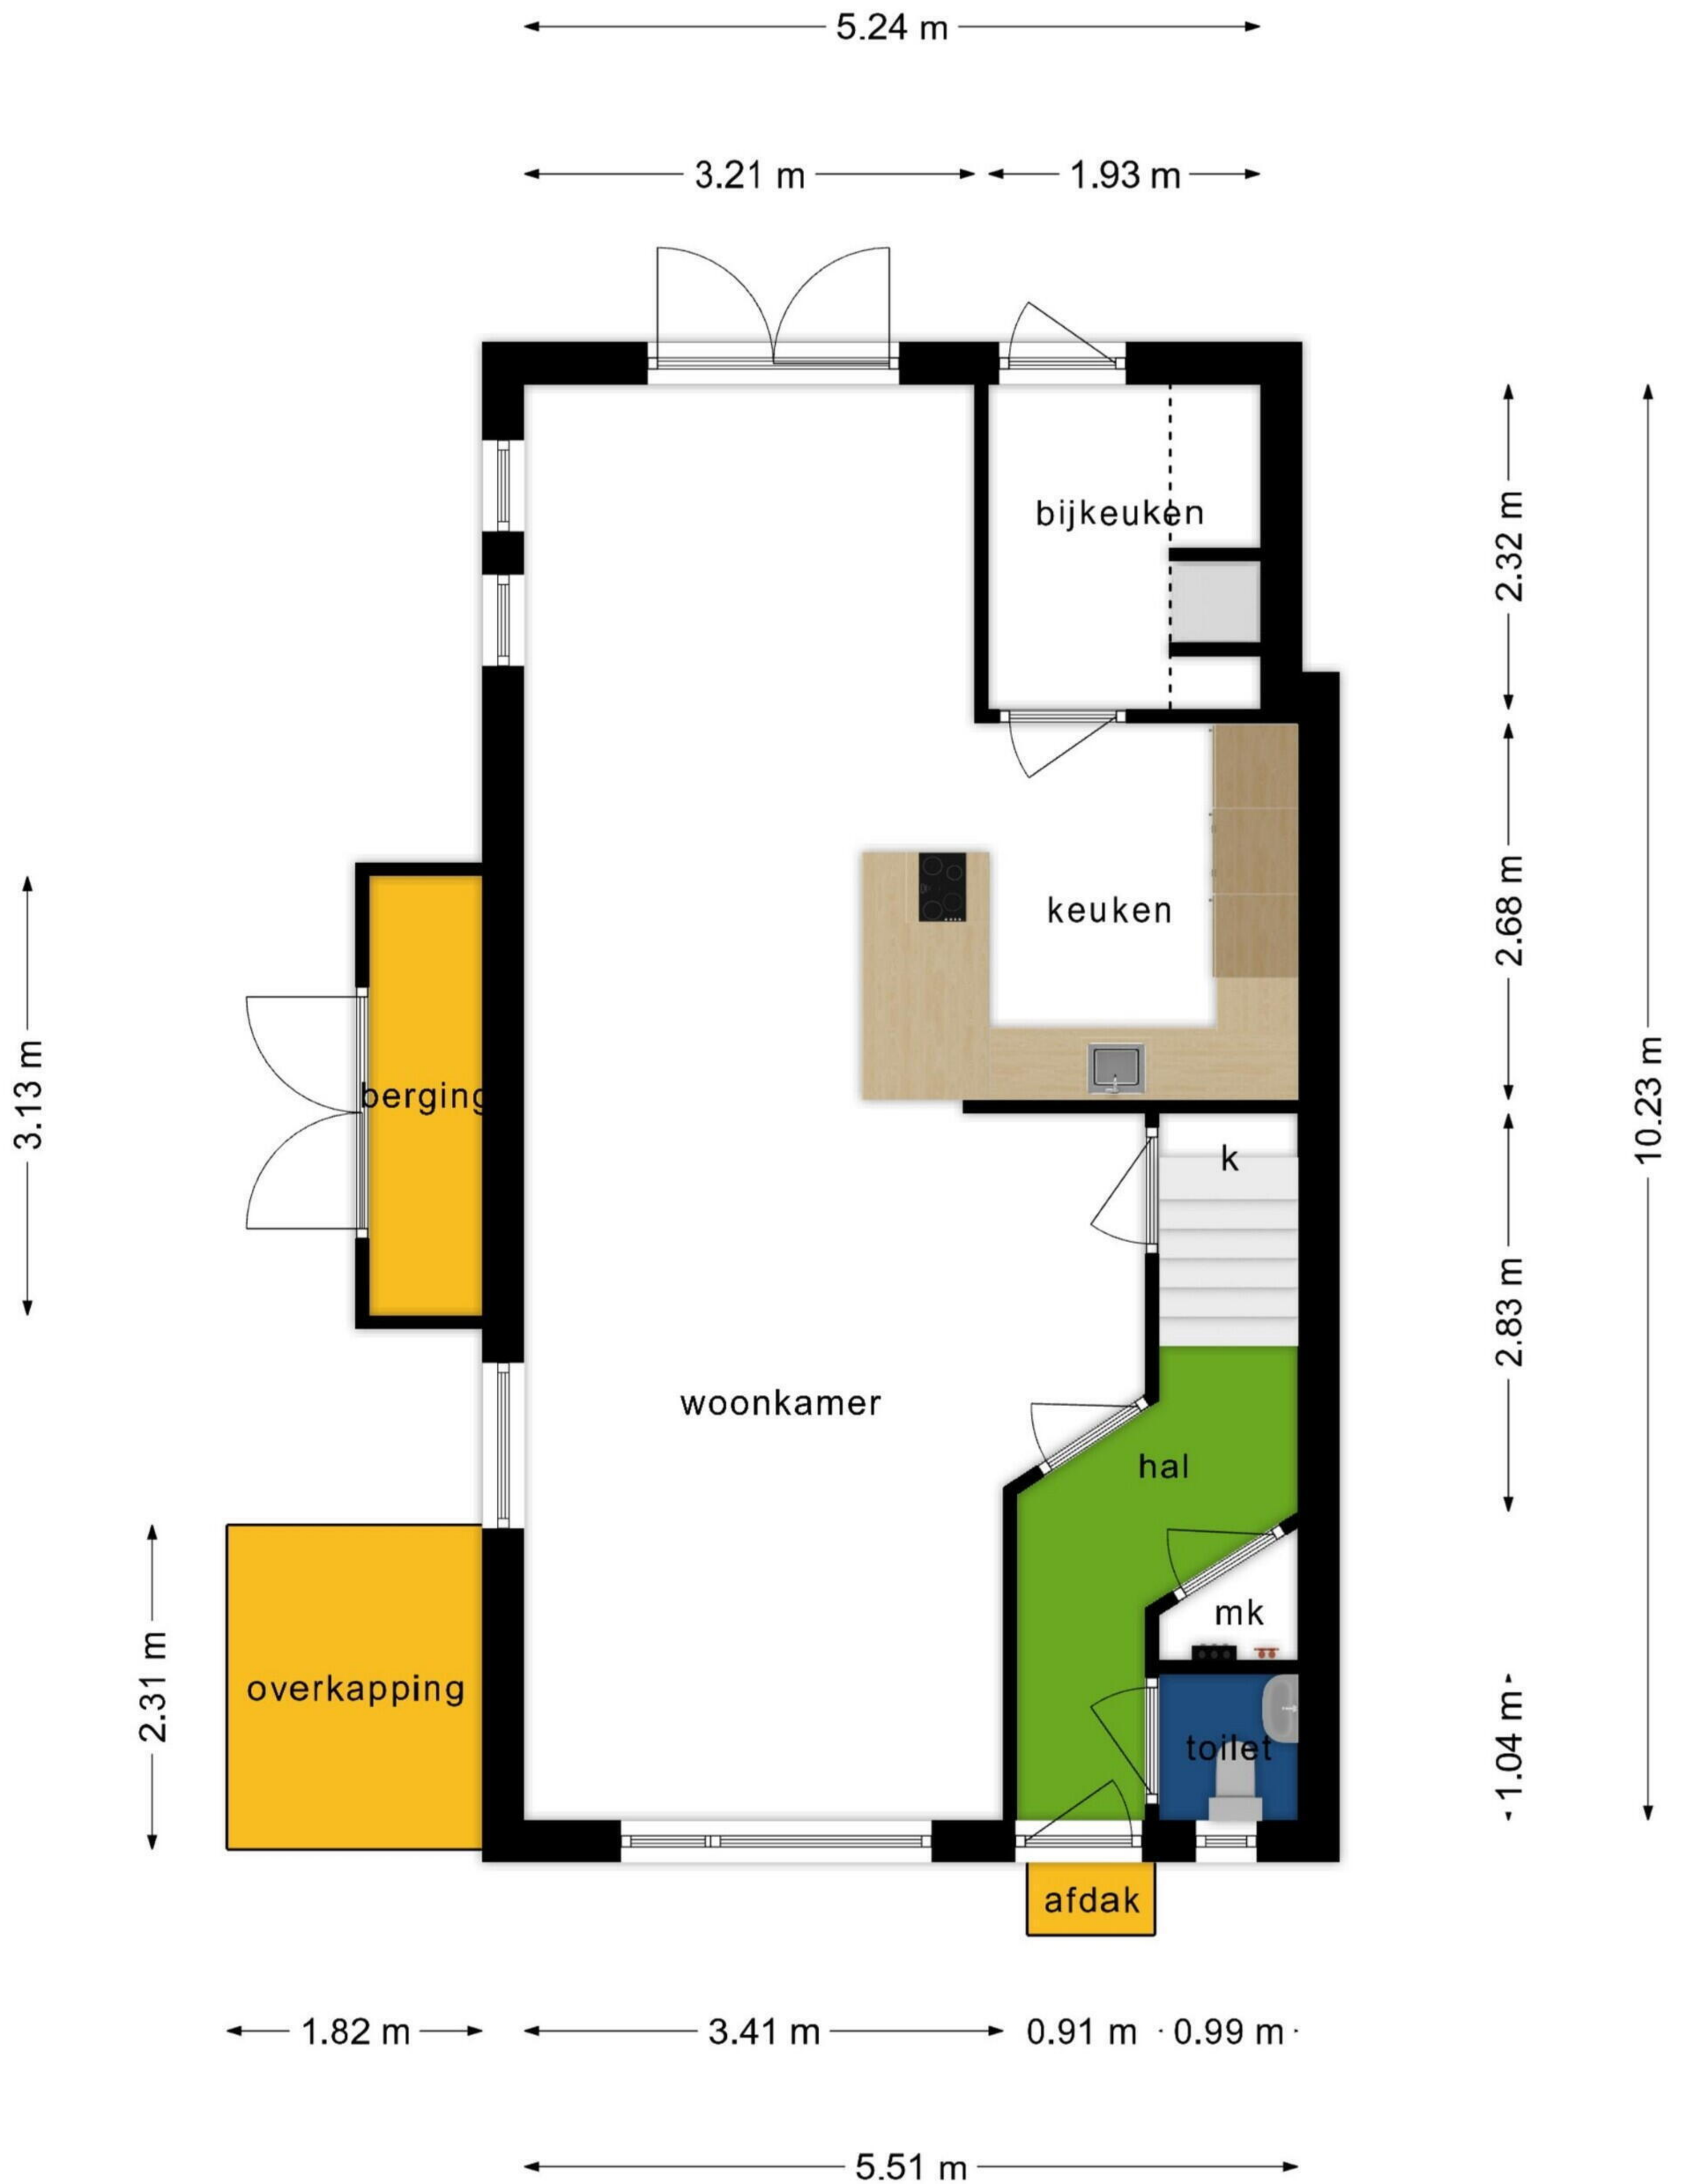 5.24 m
3.21 m
1.93 m
bijkeuken
2.32 m
keuken
2.68 m
berging
3.13 m
10.23 m
k
2.83 m
woonkamer
hal
mk
overkapping
2.31 m
toilet
1.04 m
afdak
1.82 m
3.41 m
0.91 m
0.99 m
5.51 m